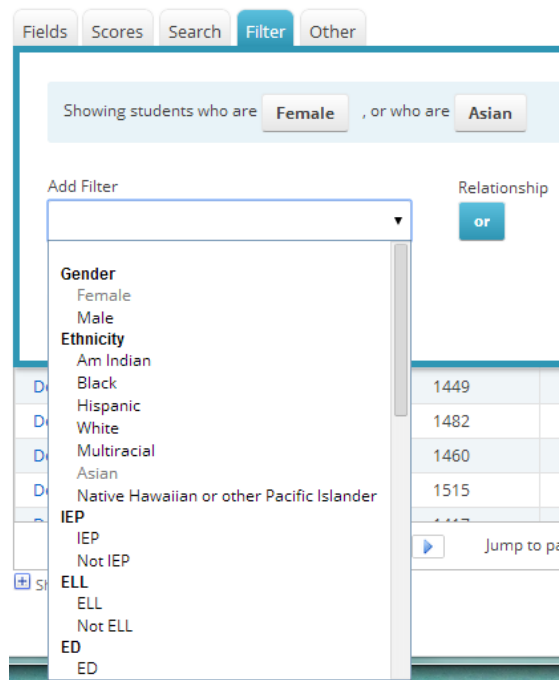 Fields Scores Search Filter Other
Showing students who are Female , or who are Asian
Add Filter
Relationship
or
Gender
Female
Male
Ethnicity
Am Indian
Black
Hispanic
White
Multiracial
Asian
Native Hawaiian or other Pacific Islander
IEP
IEP
Not IEP
ELL
ELL
Not ELL
ED
ED
1449
1482
1460
1515
Jump to